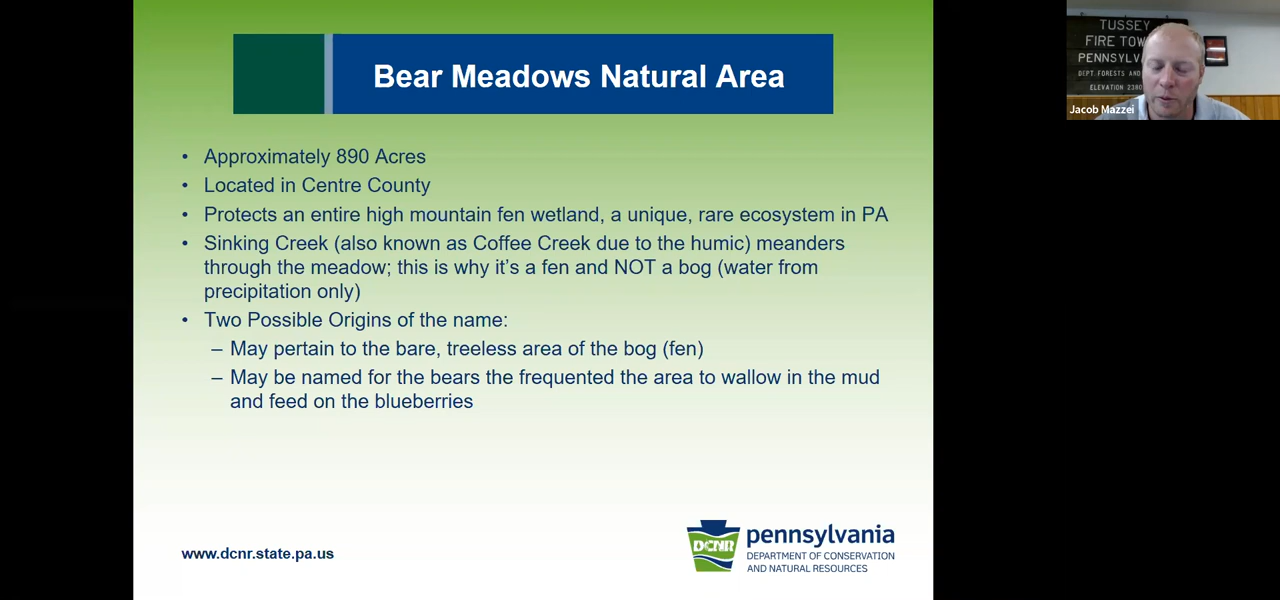 Bear Meadows Natural Area
• Approximately 890 Acres
• Located in Centre County
• Protects an entire high mountain fen wetland, a unique, rare ecosystem in PA
• Sinking Creek (also known as Coffee Creek due to the humic) meanders
through the meadow; this is why it's a fen and NOT a bog (water from
precipitation only)
• Two Possible Origins of the name:
– May pertain to the bare, treeless area of the bog (fen)
– May be named for the bears the frequented the area to wallow in the mud
and feed on the blueberries
www.dcnr.state.pa.us
DCNR
pennsylvania
DEPARTMENT OF CONSERVATION
AND NATURAL RESOURCES
TUSSEY
FIRE TOW
PENNSYLVA
DEPT FORESTS AND
ELEVATION 2380
Jacob Mazzei